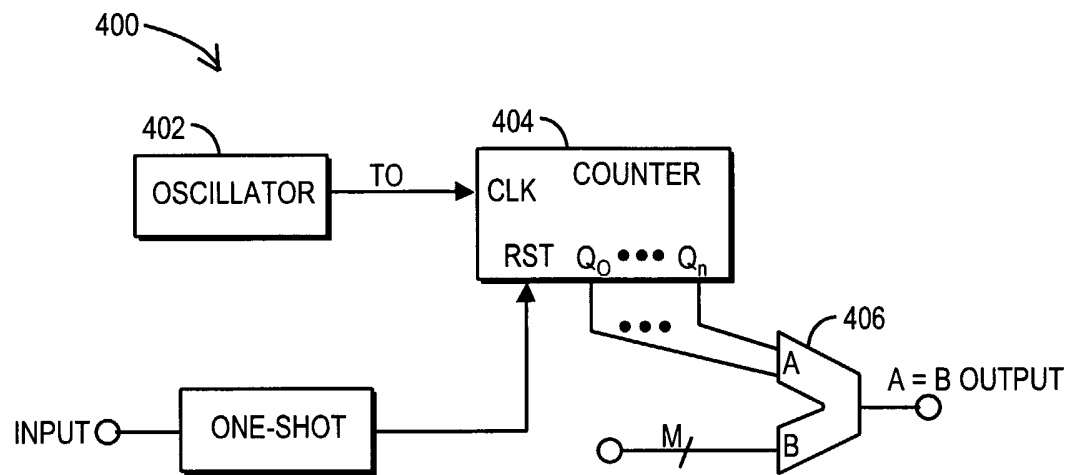 400
402
404
OSCILLATOR
TO
CLK
COUNTER
RST
Q0 ••• Qn
•••
406
A
A = B OUTPUT
INPUT
ONE-SHOT
M
B